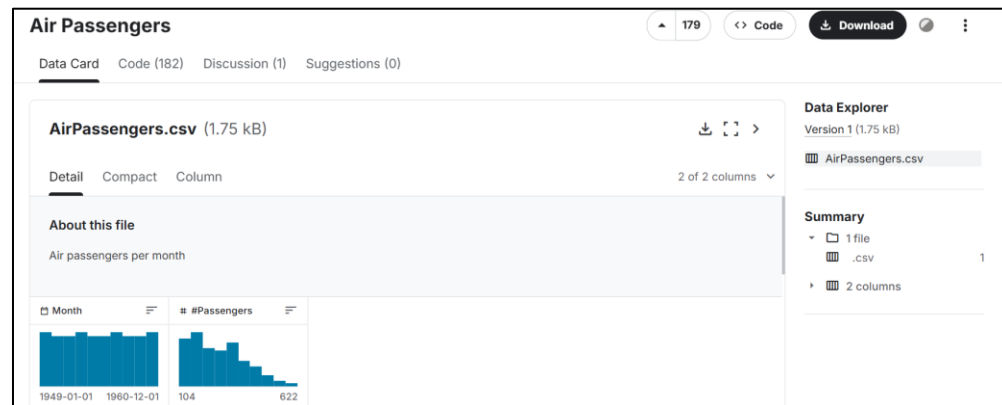 Air Passengers
179
<> Code
Download
Data Card Code (182) Discussion (1) Suggestions (0)
AirPassengers.csv (1.75 kB)
Detail Compact Column
2 of 2 columns
About this file
Air passengers per month
Month
# #Passengers
1949-01-01 1960-12-01
104 622
Data Explorer
Version 1 (1.75 kB)
AirPassengers.csv
Summary
1 file
.csv 1
2 columns